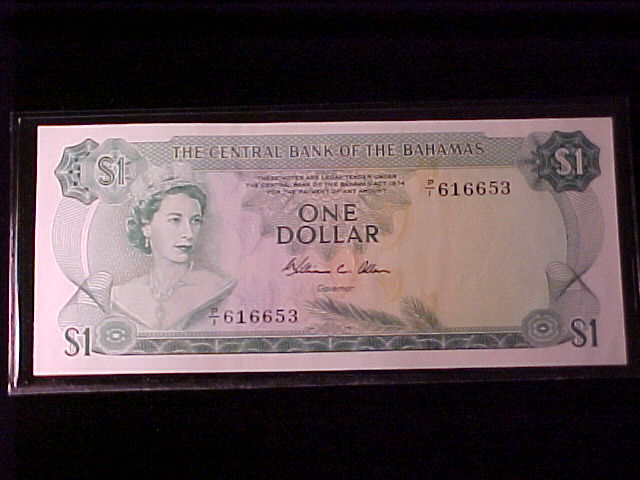 THE CENTRAL BANK OF THE BAHAMAS
$1 $1
THESE NOTES ARE LEGAL TENDER UNDER
THE CENTRAL BANK OF THE BAHAMAS ACT 1974
FOR THE PAYMENT OF ANY AMOUNT
P/1 616653
ONE
DOLLAR
Governor
P/1 616653
$1 $1